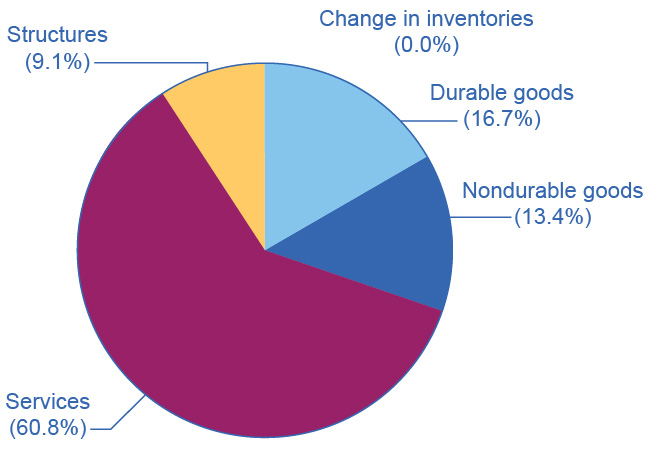 Structures
(9.1%)
Change in inventories
(0.0%)
Durable goods
(16.7%)
Nondurable goods
(13.4%)
Services
(60.8%)